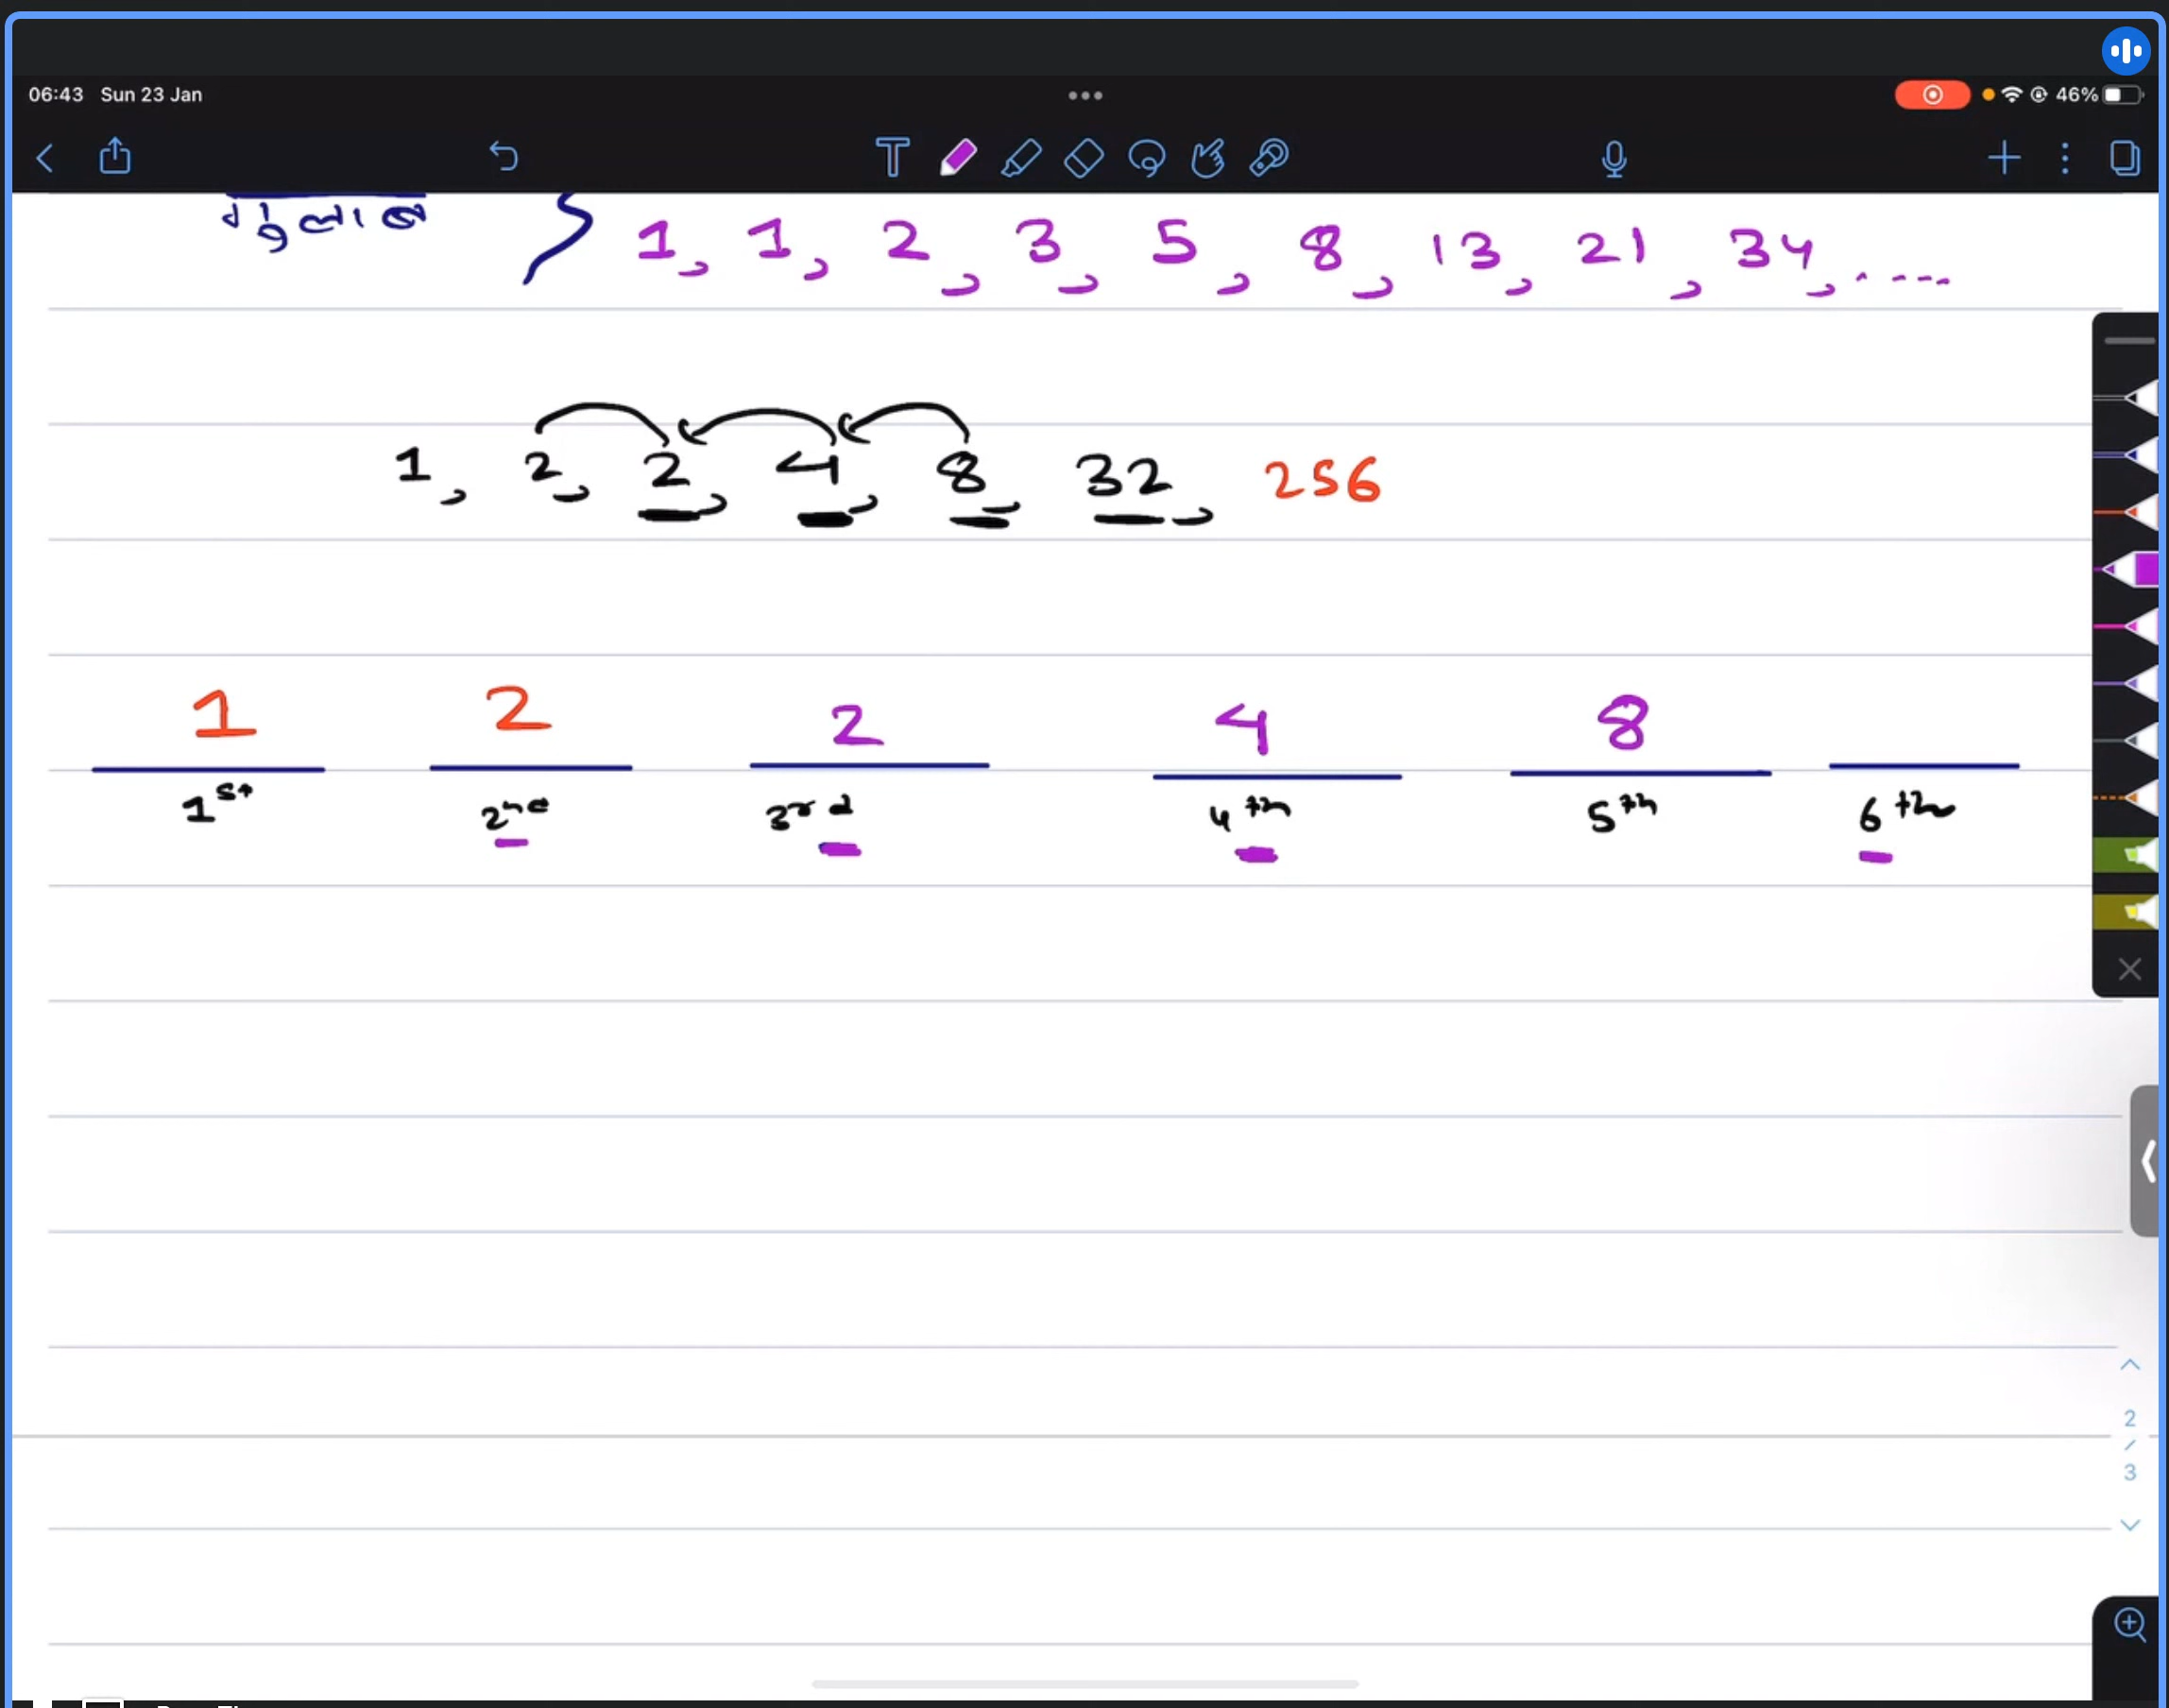 06:43 Sun 23 Jan
46%
1, 1, 2, 3, 5, 8, 13, 21, 34, .....
1, 2, 2, 4, 8, 32, 256
1 2 2 4 8
1st 2nd 3rd 4th 5th 6th
2
/
3